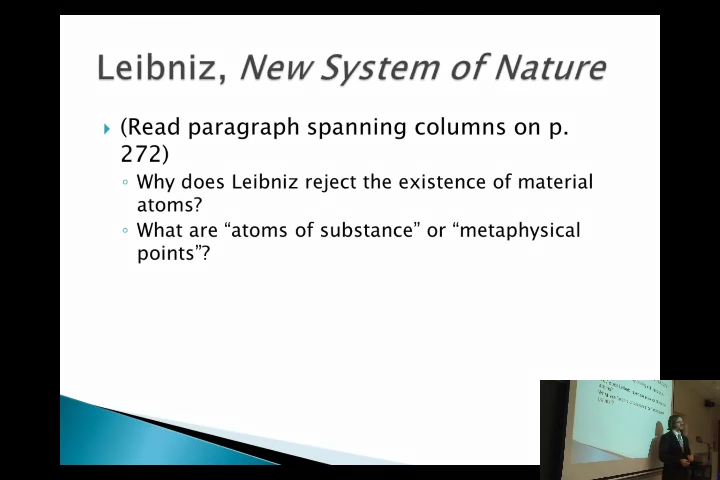 Leibniz, New System of Nature
(Read paragraph spanning columns on p.
272)
Why does Leibniz reject the existence of material
atoms?
What are “atoms of substance” or “metaphysical
points”?